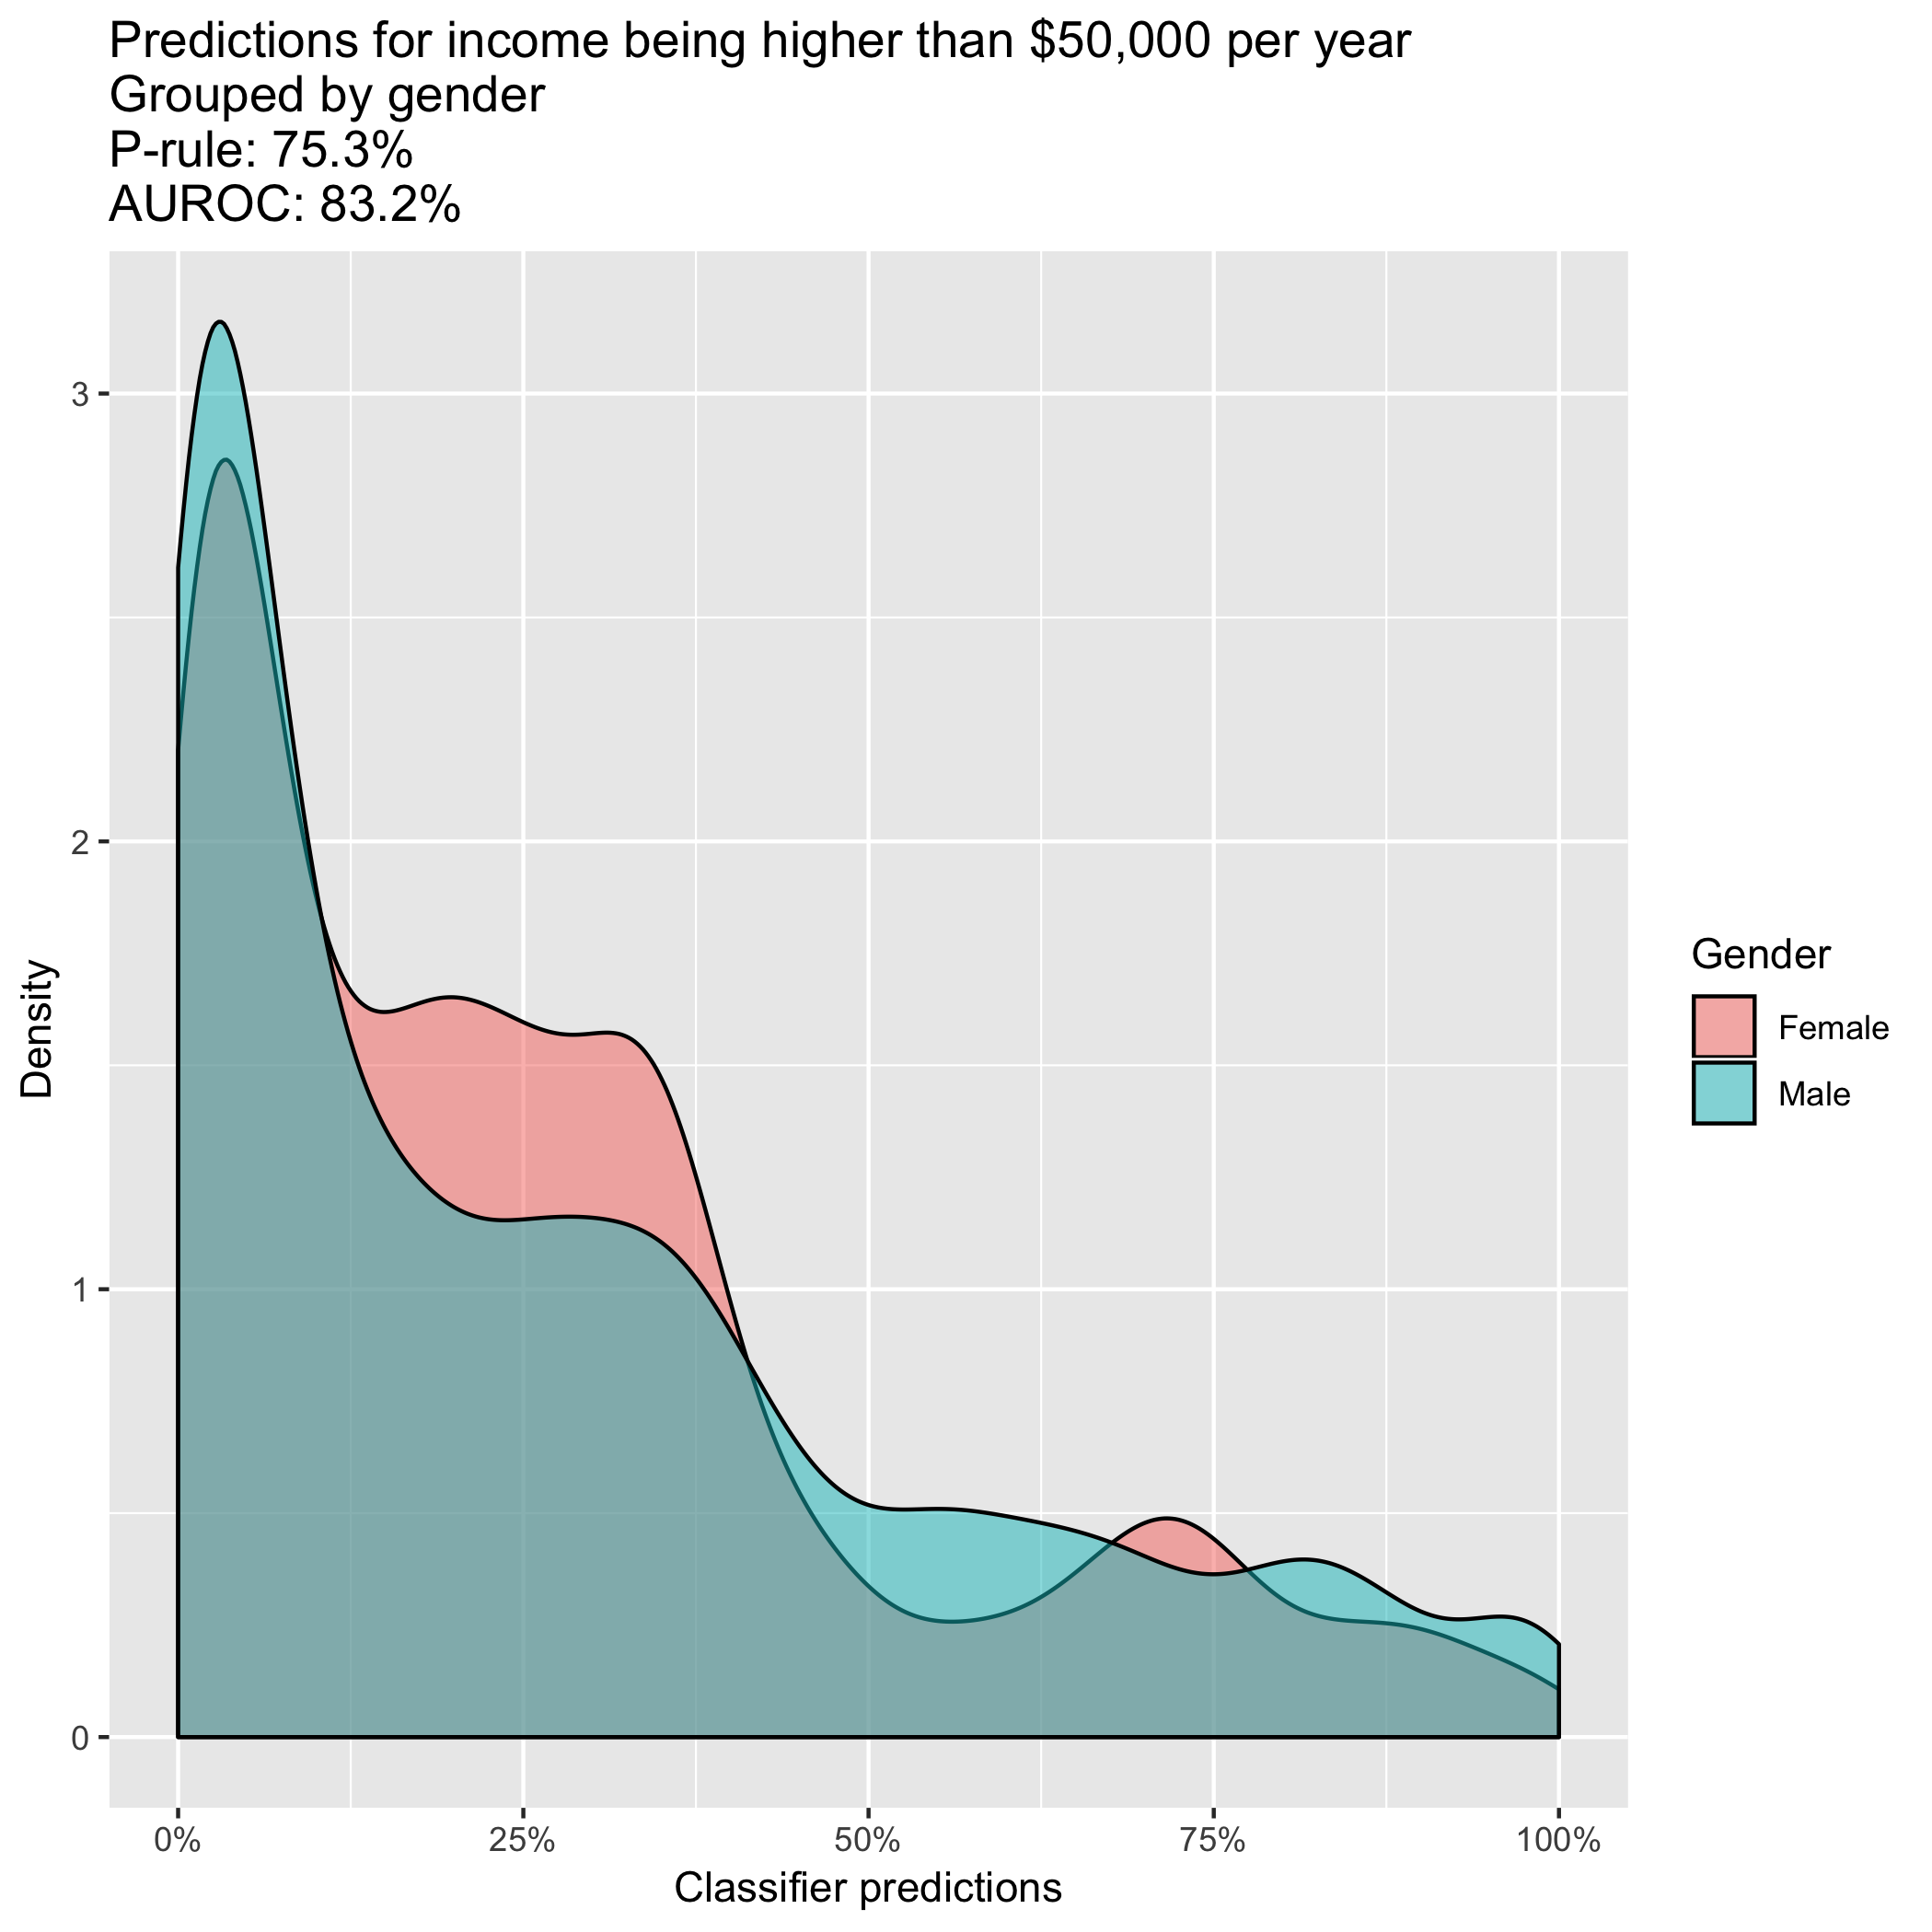 Predictions for income being higher than $50,000 per year
Grouped by gender
P-rule: 75.3%
AUROC: 83.2%
3
2
1
0
Density
0%
25%
50%
75%
100%
Classifier predictions
Gender
Female
Male